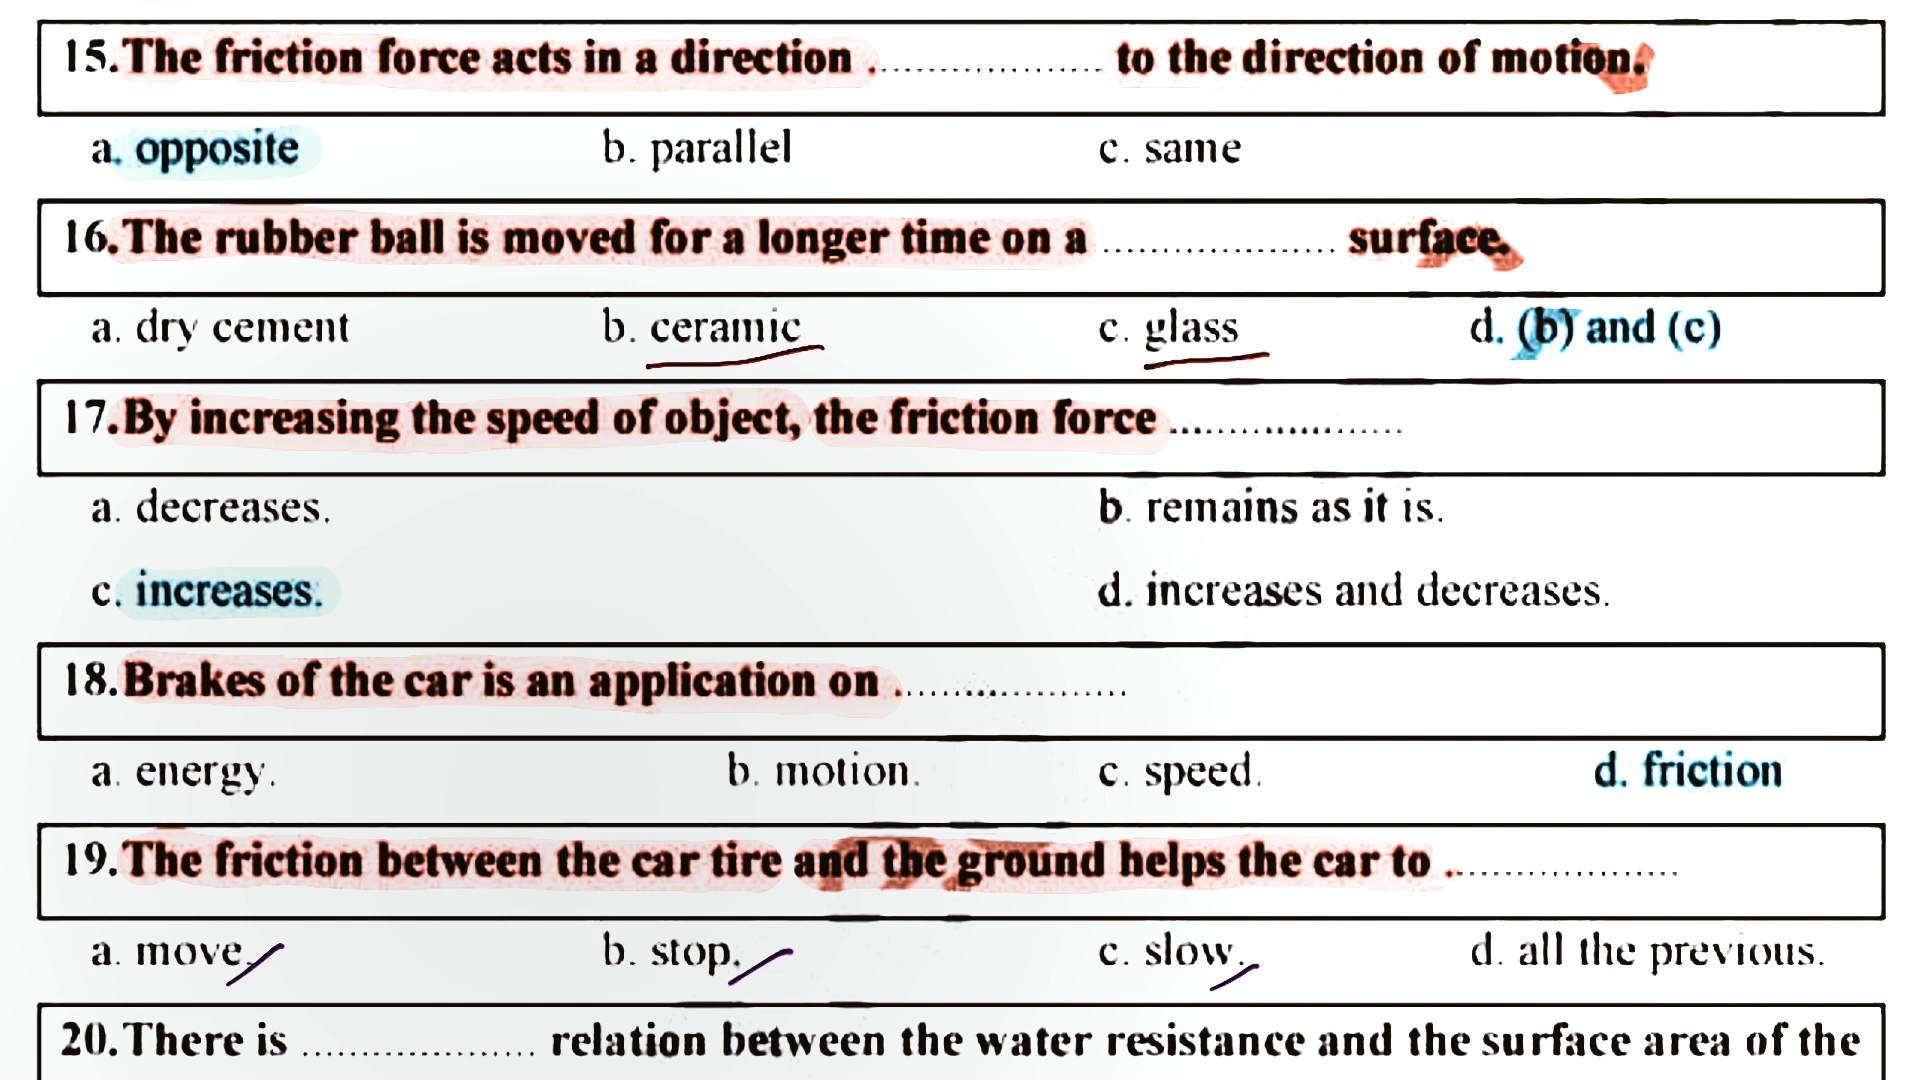 15. The friction force acts in a direction .................... to the direction of motion.
a. opposite b. parallel c. same
16. The rubber ball is moved for a longer time on a .................... surface.
a. dry cement b. ceramic c. glass d. (b) and (c)
17. By increasing the speed of object, the friction force ....................
a. decreases. b. remains as it is.
c. increases. d. increases and decreases.
18. Brakes of the car is an application on ....................
a. energy. b. motion. c. speed. d. friction
19. The friction between the car tire and the ground helps the car to ....................
a. move. b. stop. c. slow. d. all the previous.
20. There is .................... relation between the water resistance and the surface area of the